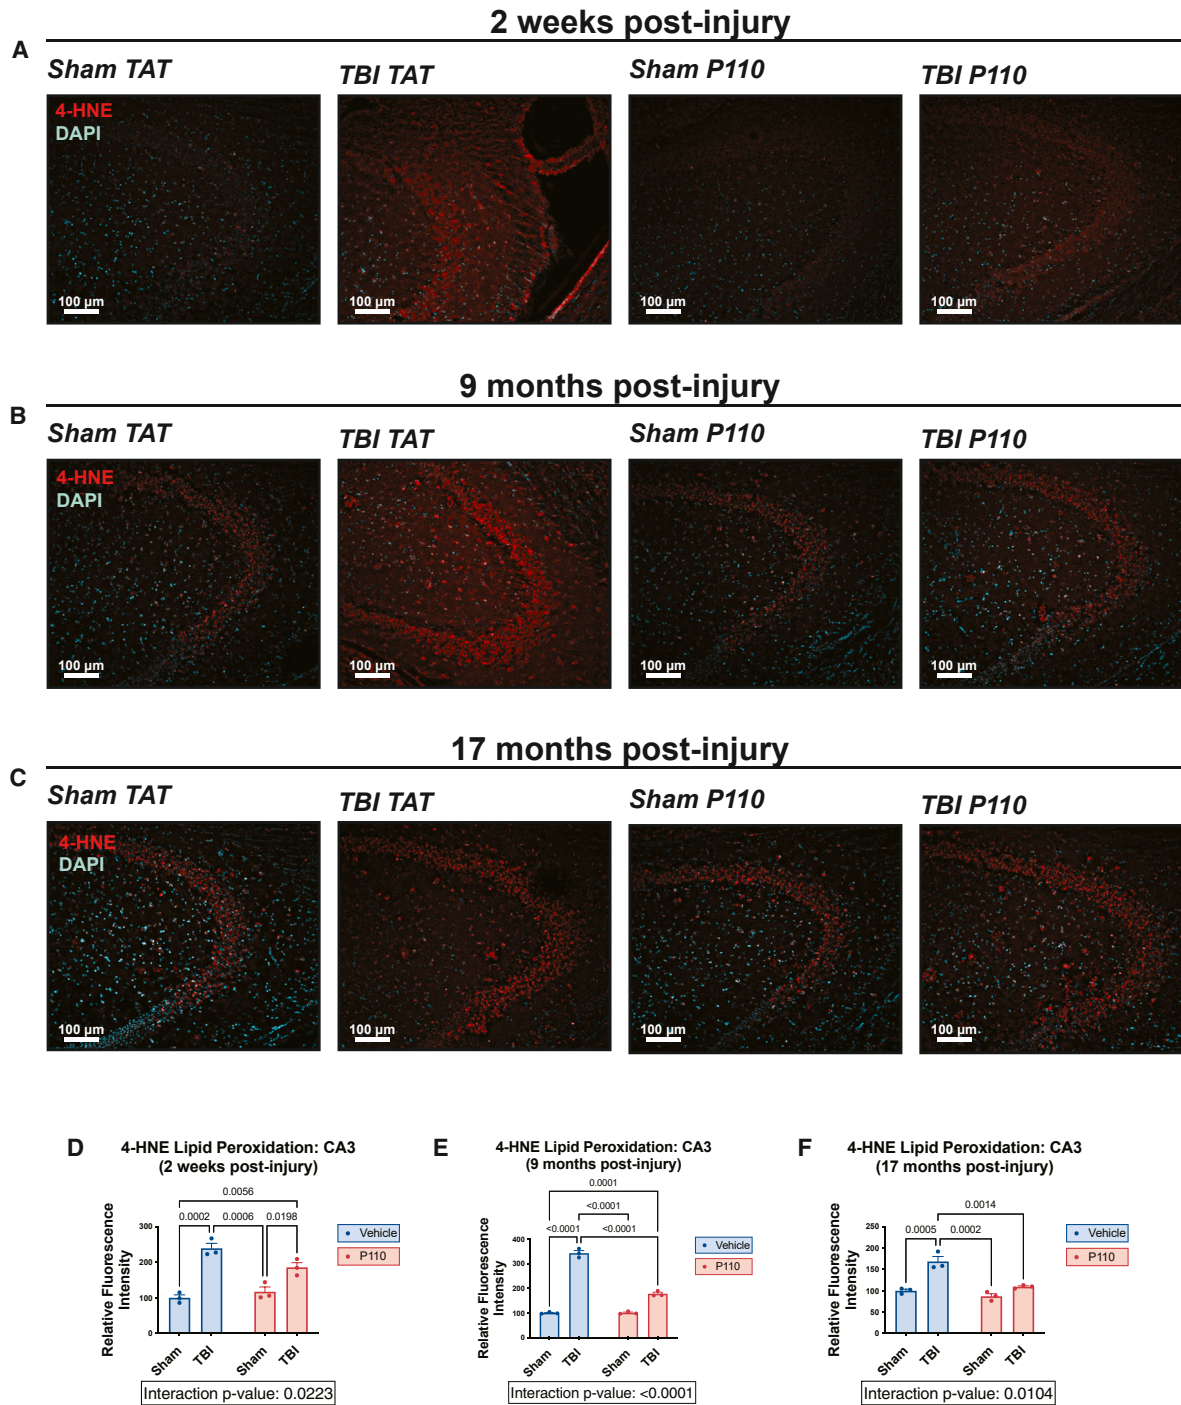 2 weeks post-injury
A
Sham TAT
TBI TAT
Sham P110
TBI P110
4-HNE
DAPI
100 µm
100 µm
100 µm
100 µm
9 months post-injury
B
Sham TAT
TBI TAT
Sham P110
TBI P110
4-HNE
DAPI
100 µm
100 µm
100 µm
100 µm
17 months post-injury
C
Sham TAT
TBI TAT
Sham P110
TBI P110
4-HNE
DAPI
100 µm
100 µm
100 µm
100 µm
D
4-HNE Lipid Peroxidation: CA3
(2 weeks post-injury)
0.0056
0.0002
0.0006
0.0198
Relative Fluorescence
Intensity
300
200
100
0
Sham
TBI
Sham
TBI
Vehicle
P110
Interaction p-value: 0.0223
E
4-HNE Lipid Peroxidation: CA3
(9 months post-injury)
0.0001
<0.0001
<0.0001
<0.0001
Relative Fluorescence
Intensity
400
300
200
100
0
Sham
TBI
Sham
TBI
Vehicle
P110
Interaction p-value: <0.0001
F
4-HNE Lipid Peroxidation: CA3
(17 months post-injury)
0.0014
0.0005
0.0002
Relative Fluorescence
Intensity
250
200
150
100
50
0
Sham
TBI
Sham
TBI
Vehicle
P110
Interaction p-value: 0.0104